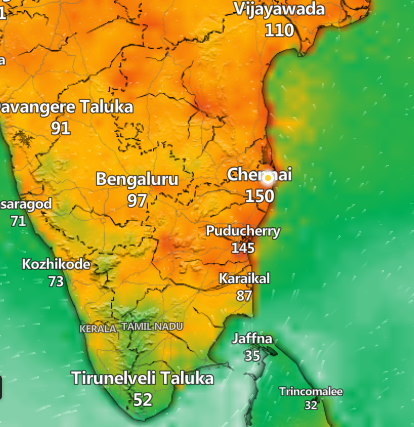 Vijayawada
110
avangere Taluka
91
Bengaluru
97
Chennai
150
saragod
71
Puducherry
145
Kozhikode
73
Karaikal
87
KERALA
TAMIL NADU
Jaffna
35
Tirunelveli Taluka
52
Trincomalee
32